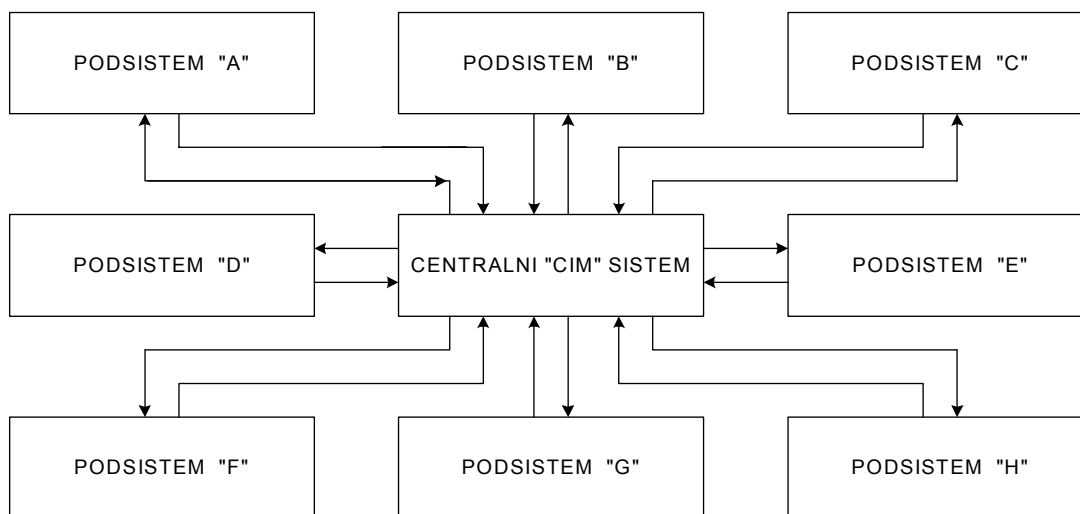 PODSISTEM "A"
PODSISTEM "B"
PODSISTEM "C"
PODSISTEM "D"
CENTRALNI "CIM" SISTEM
PODSISTEM "E"
PODSISTEM "F"
PODSISTEM "G"
PODSISTEM "H"